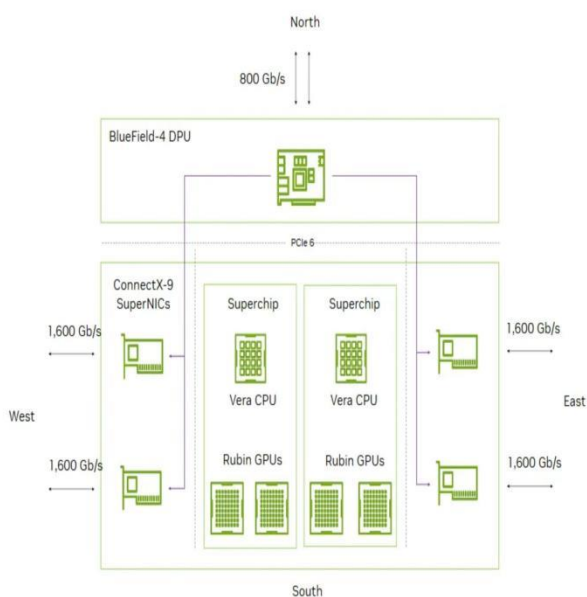 North
800 Gb/s
BlueField-4 DPU
PCIe 6
ConnectX-9
SuperNICs
Superchip
Superchip
1,600 Gb/s
1,600 Gb/s
Vera CPU
Vera CPU
West
East
1,600 Gb/s
Rubin GPUs
Rubin GPUs
1,600 Gb/s
South